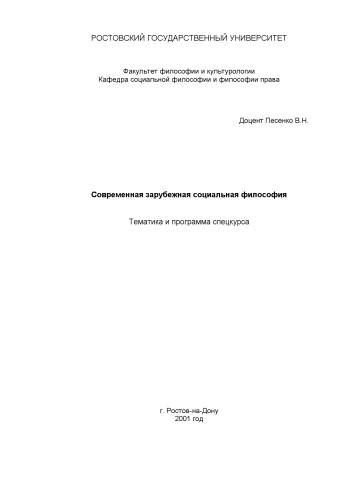 РОСТОВСКИЙ ГОСУДАРСТВЕННЫЙ УНИВЕРСИТЕТ
Факультет философии и культурологии
Кафедра социальной философии и философии права
Доцент Песенко В.Н.
Современная зарубежная социальная философия
Тематика и программа спецкурса
г. Ростов-на-Дону
2001 год